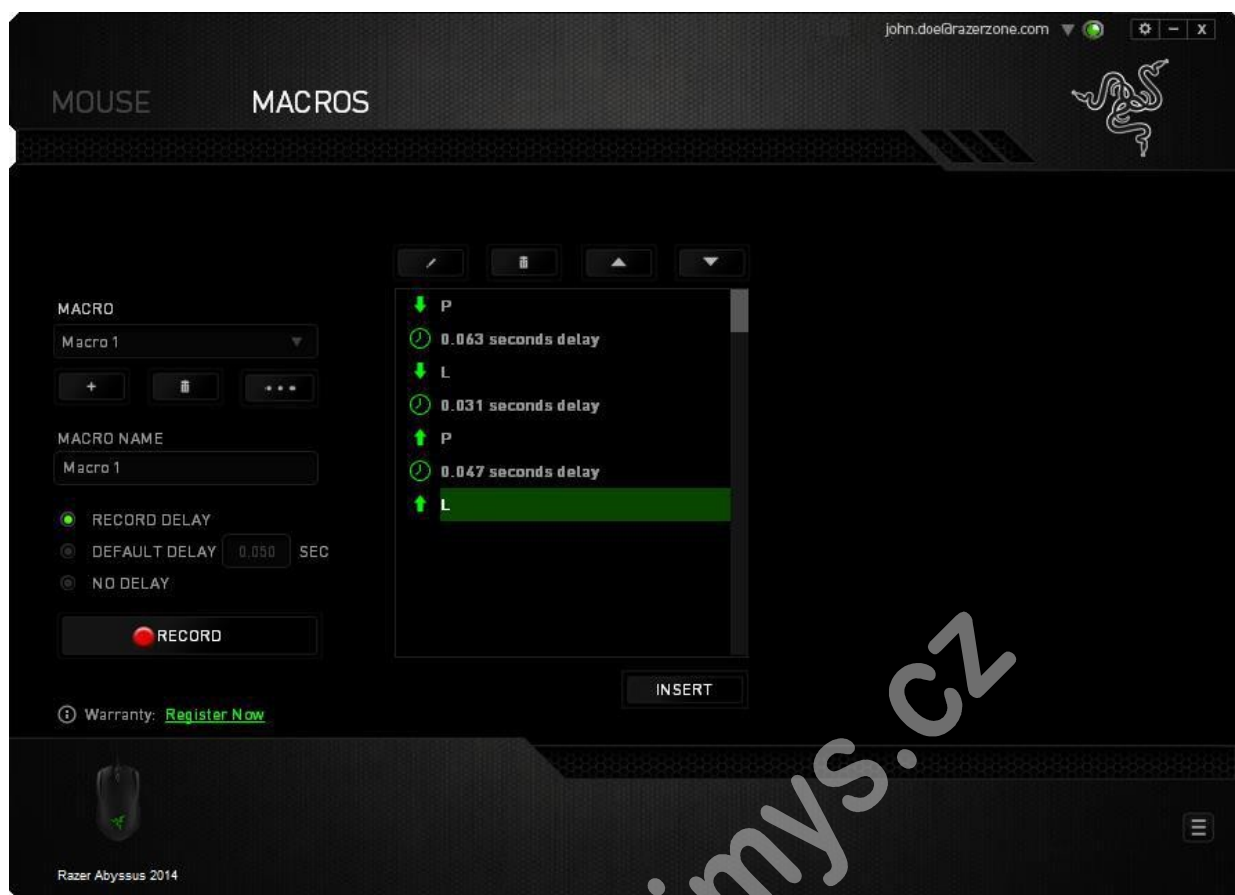 john.doe@razerzone.com
X
MOUSE
MACROS
MACRO
Macro 1
MACRO NAME
Macro 1
RECORD DELAY
DEFAULT DELAY 0.050 SEC
NO DELAY
RECORD
P
0.063 seconds delay
L
0.031 seconds delay
P
0.047 seconds delay
L
INSERT
Warranty: Register Now
Razer Abyssus 2014
imys.cz